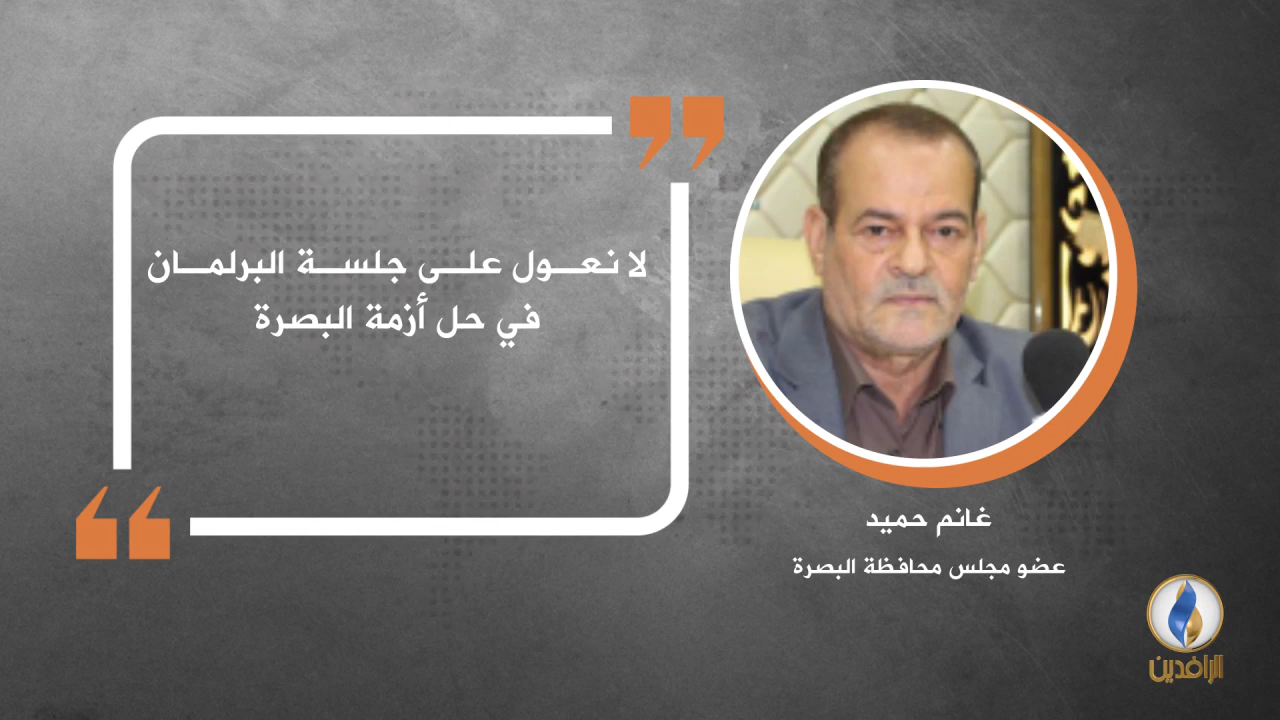 لا نعول على جلسة البرلمان
في حل أزمة البصرة
غانم حميد
عضو مجلس محافظة البصرة
الرافدين